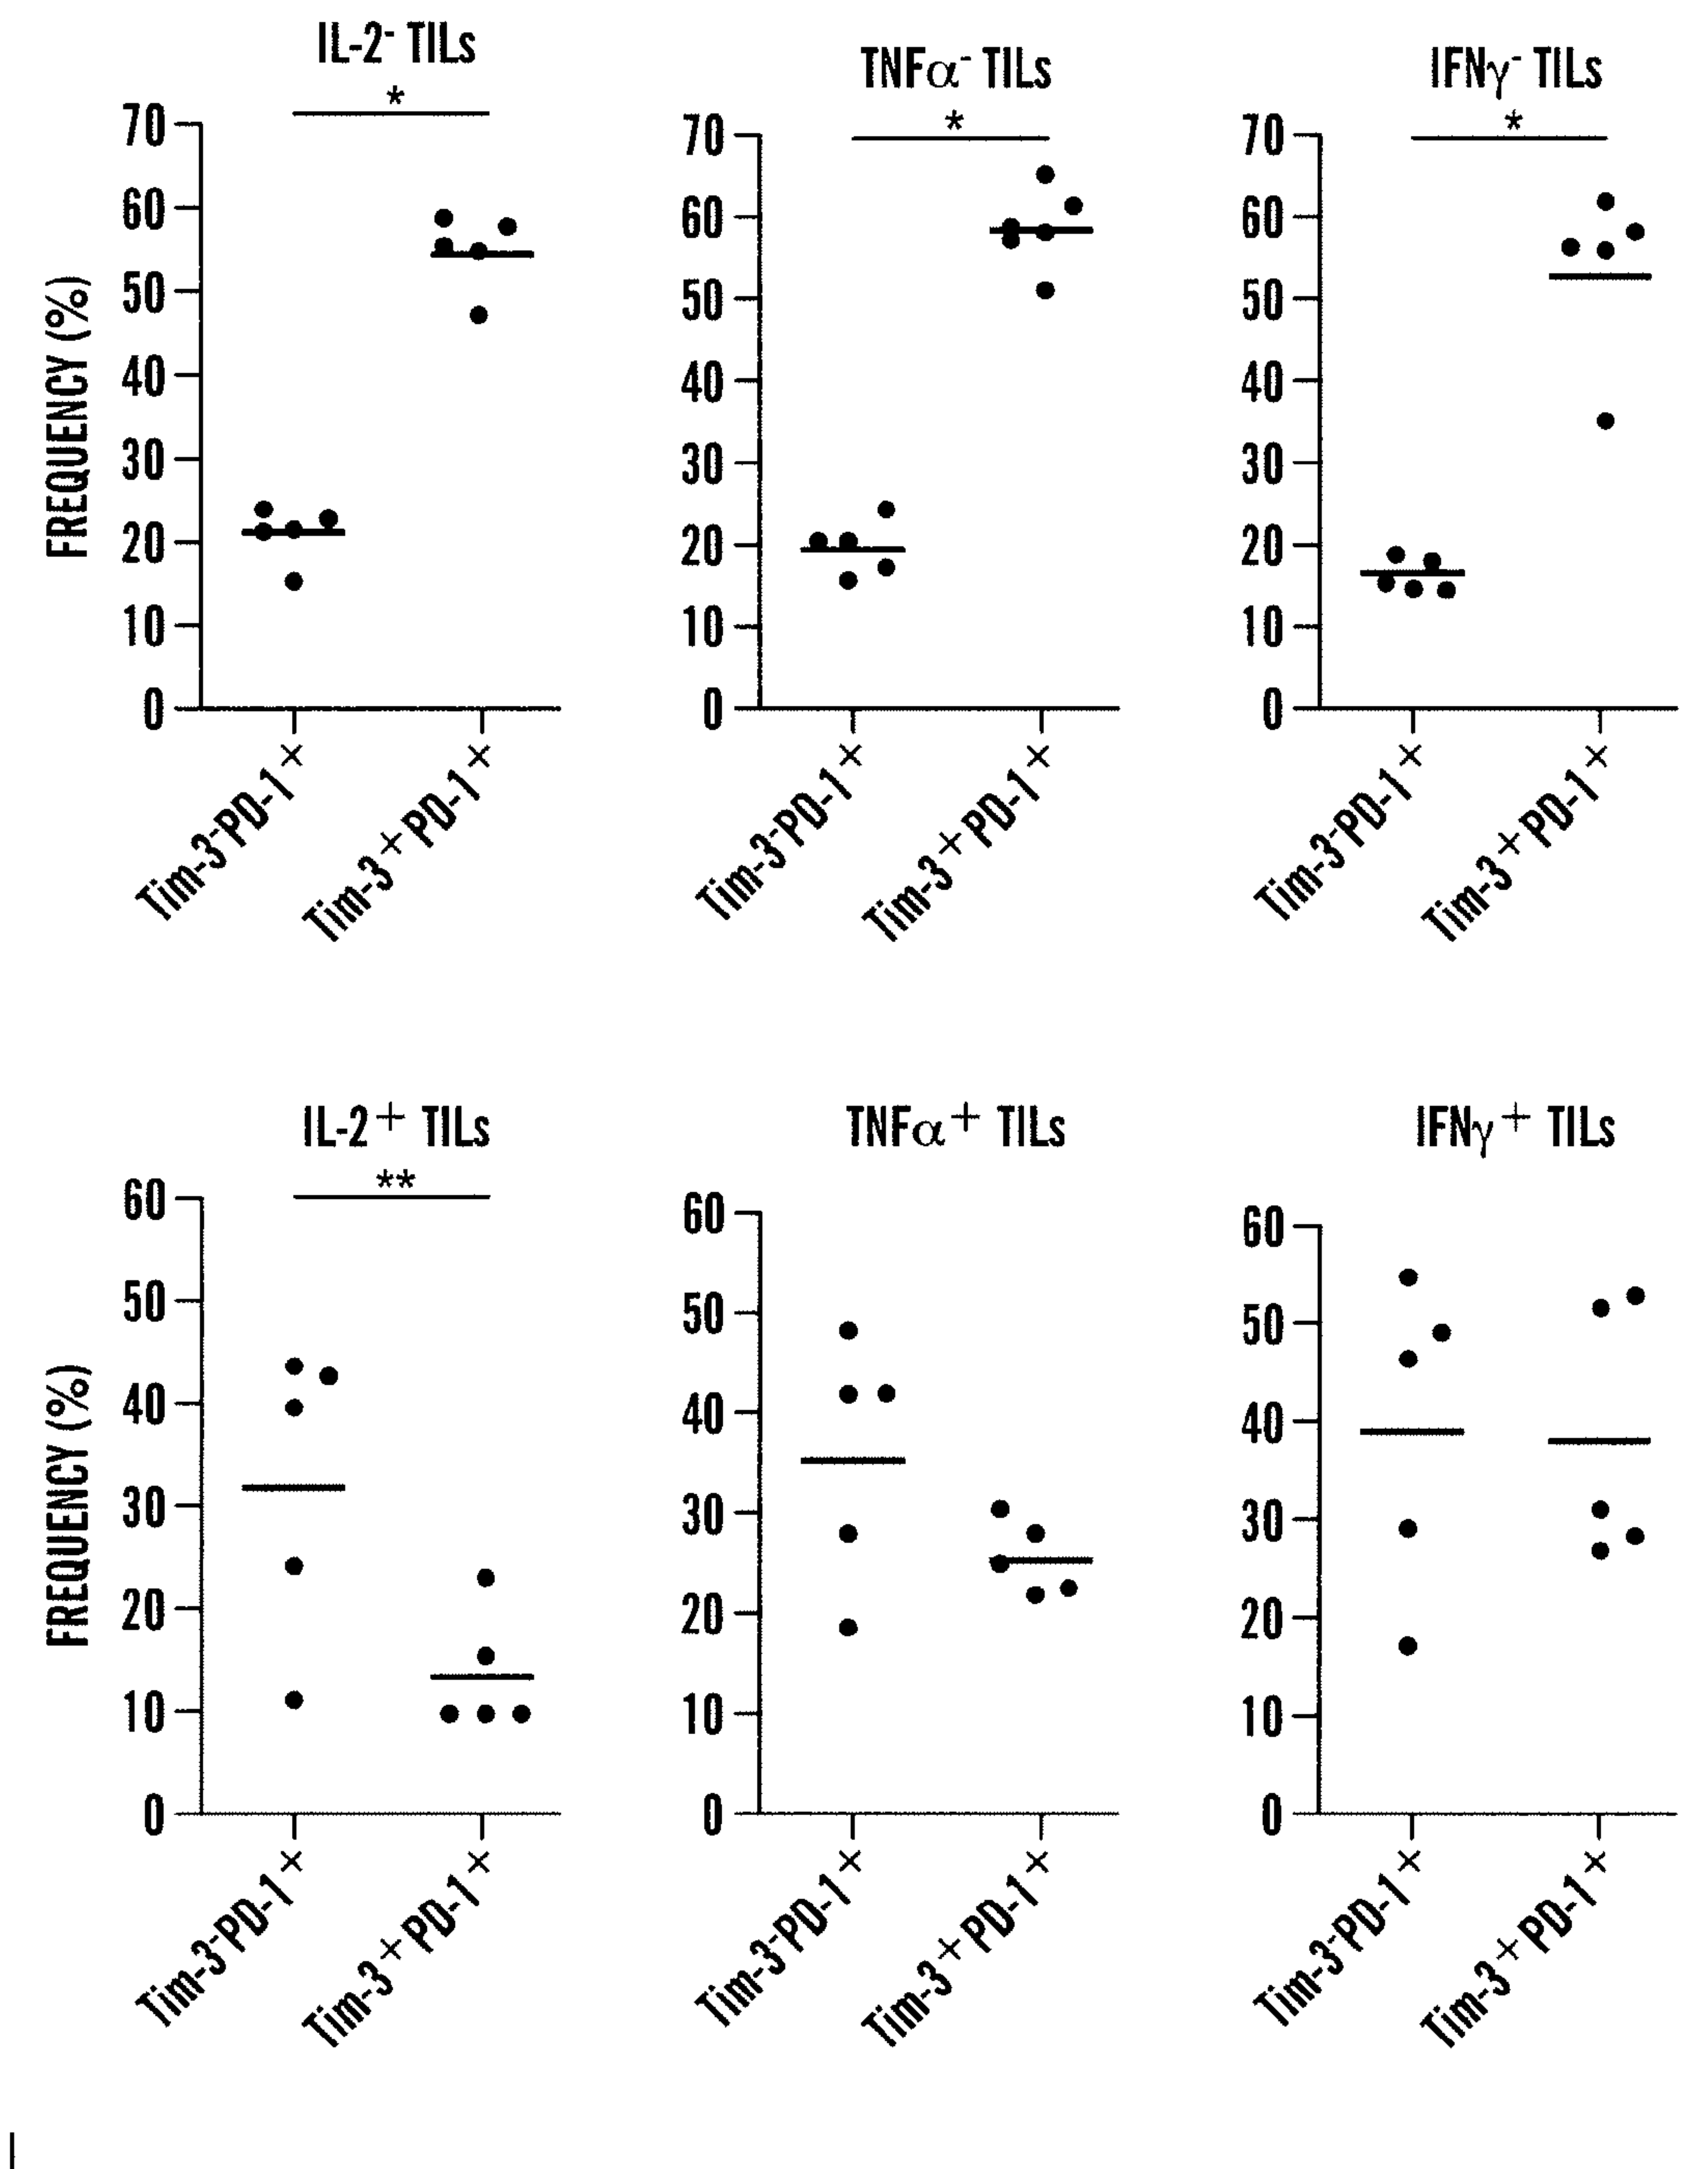 IL-2⁻ TILs
*
FREQUENCY (%)
70
60
50
40
30
20
10
0
Tim-3⁻PD-1+
Tim-3+PD-1+
TNFα⁻ TILs
*
70
60
50
40
30
20
10
0
Tim-3⁻PD-1+
Tim-3+PD-1+
IFNγ⁻ TILs
*
70
60
50
40
30
20
10
0
Tim-3⁻PD-1+
Tim-3+PD-1+
IL-2+ TILs
**
FREQUENCY (%)
60
50
40
30
20
10
0
Tim-3⁻PD-1+
Tim-3+PD-1+
TNFα+ TILs
60
50
40
30
20
10
0
Tim-3⁻PD-1+
Tim-3+PD-1+
IFNγ+ TILs
60
50
40
30
20
10
0
Tim-3⁻PD-1+
Tim-3+PD-1+